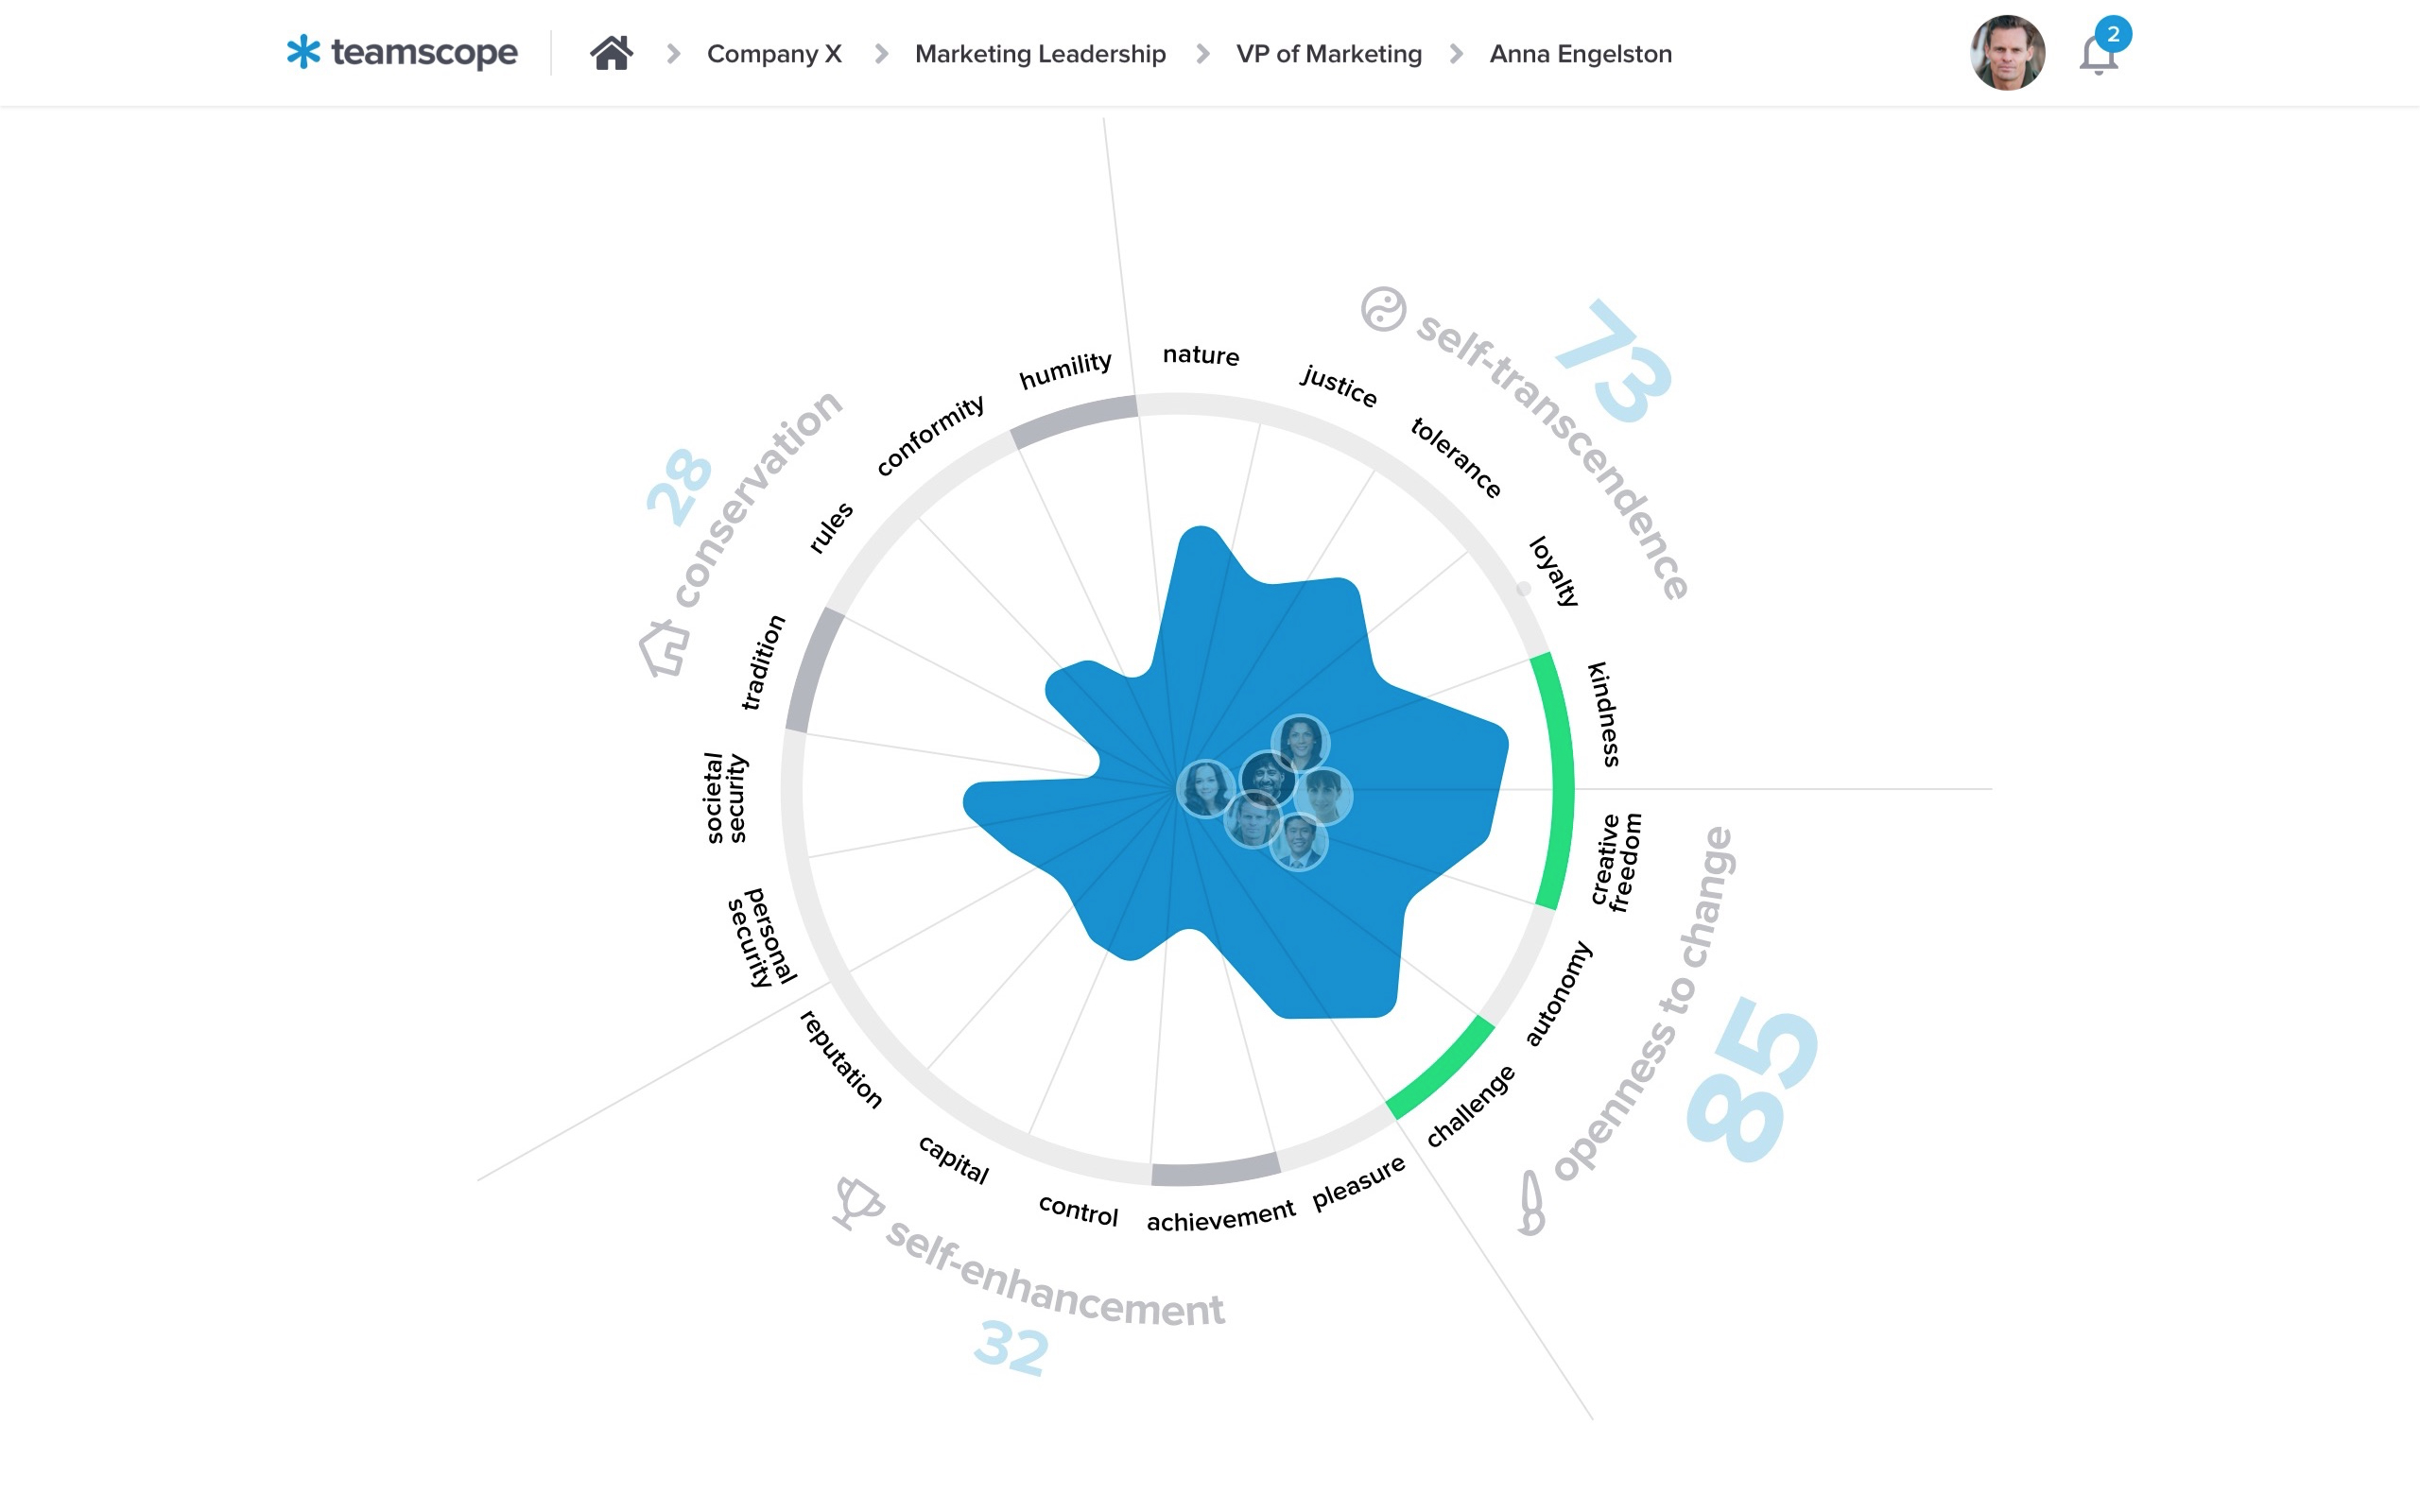 teamscope
Company X
Marketing Leadership
VP of Marketing
Anna Engelston
2
self-transcendence
73
nature
justice
tolerance
loyalty
kindness
openness to change
85
creative
freedom
autonomy
challenge
self-enhancement
32
pleasure
achievement
control
capital
reputation
conservation
28
personal
security
societal
security
tradition
rules
conformity
humility